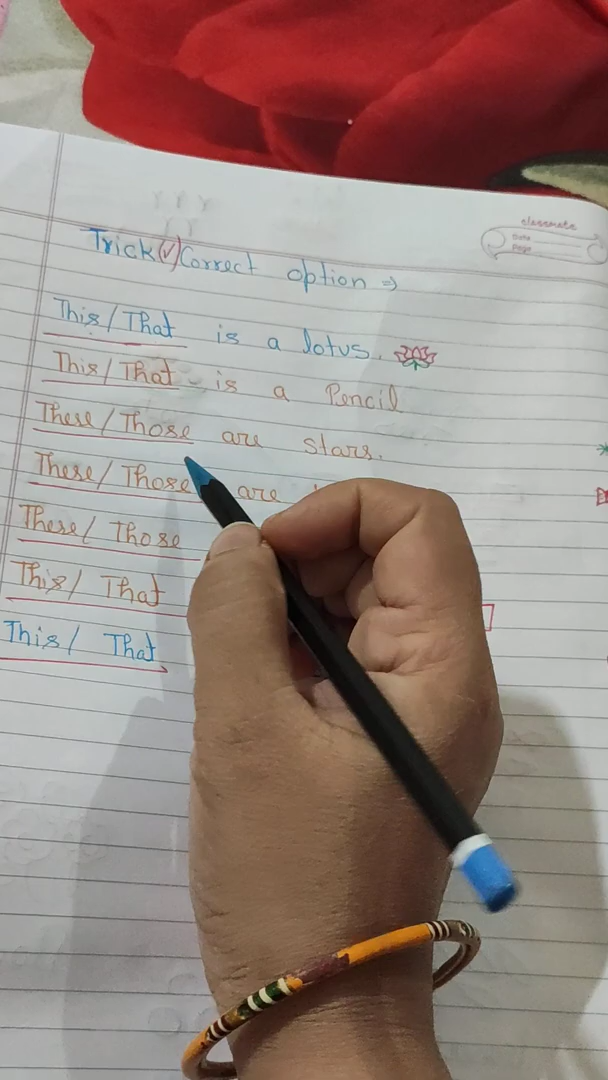 classmate
Date
Page
Trick (✓) Correct option ⇒
This/That is a lotus.
This/That is a Pencil
These/Those are stars.
These/Those are
These/ Those
This/ That
This/ That